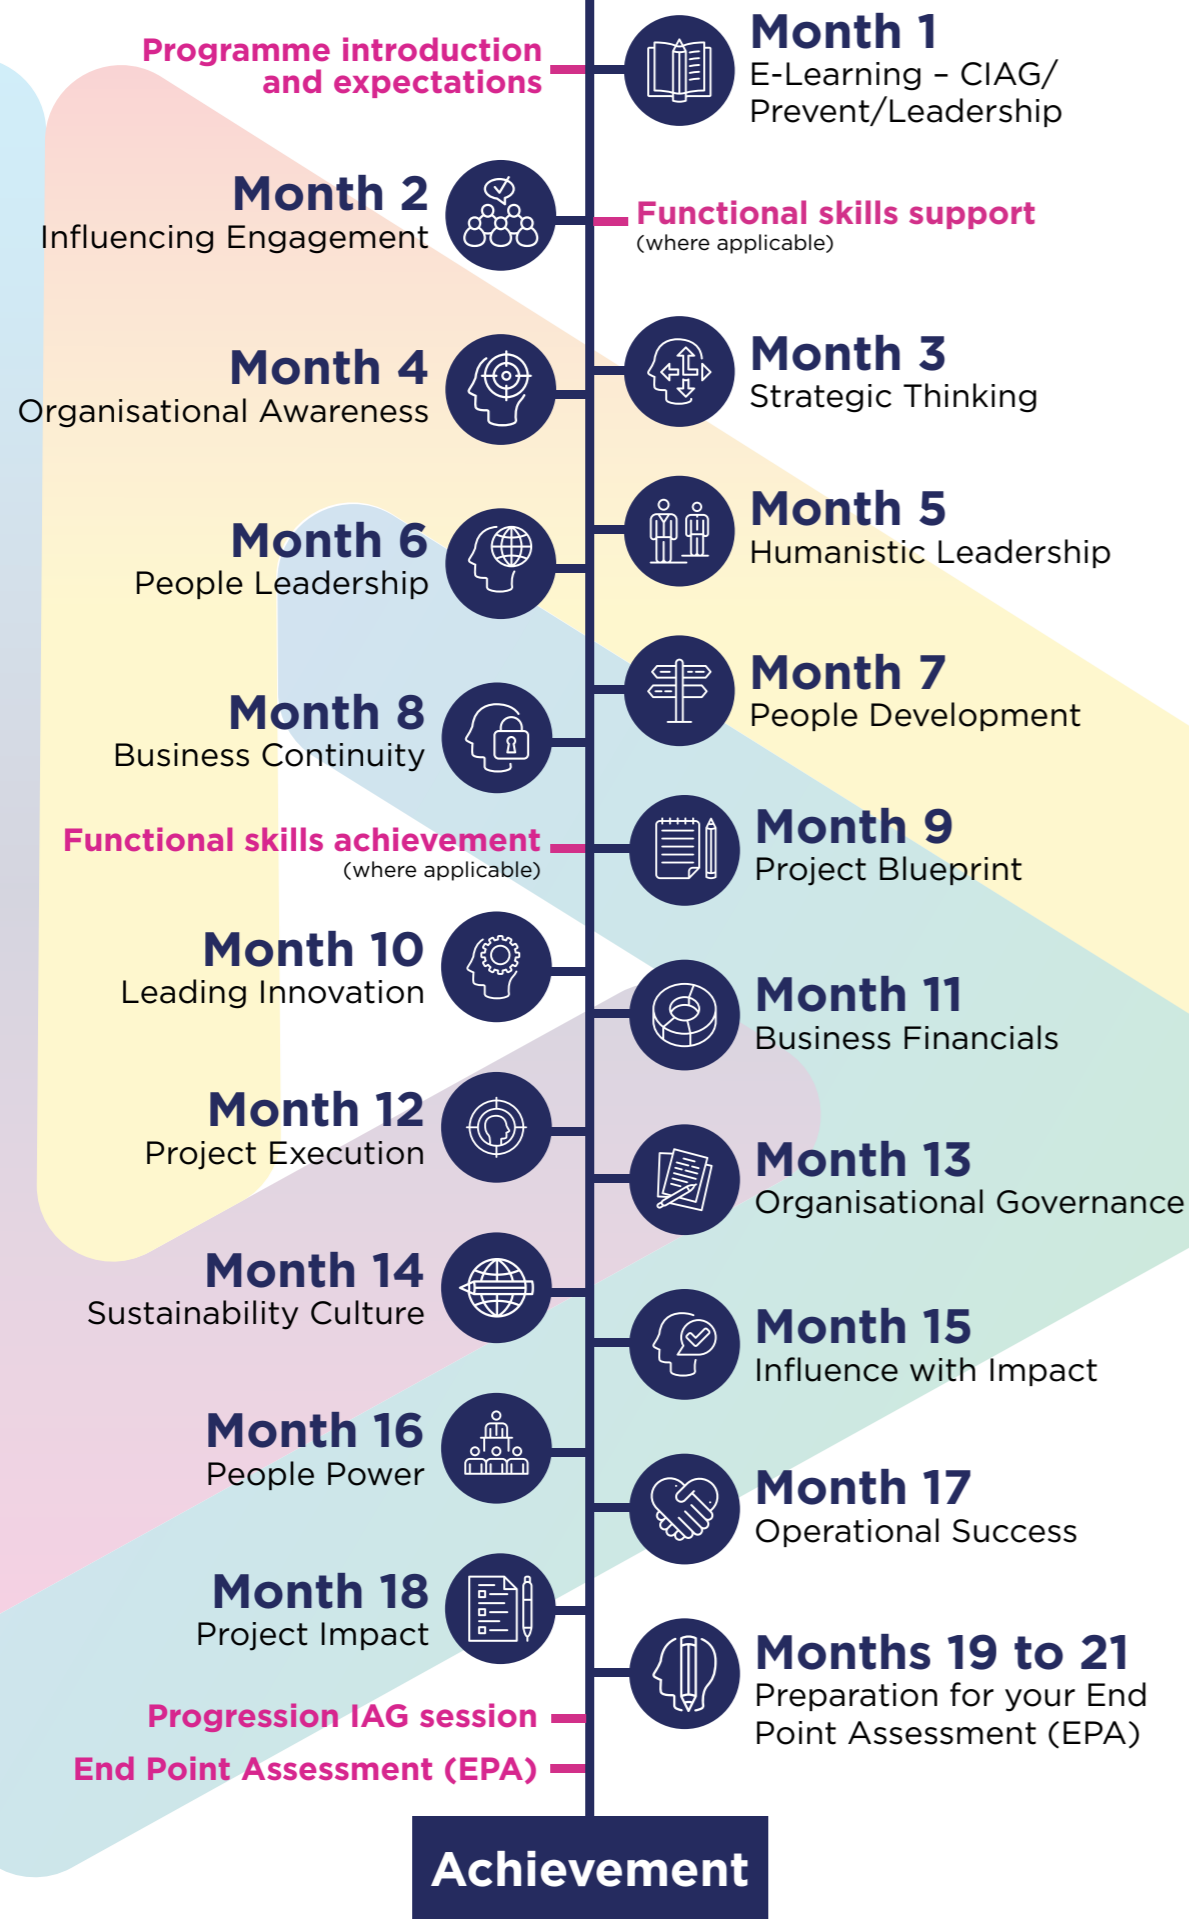 Programme introduction
and expectations
Month 1
E-Learning – CIAG/
Prevent/Leadership
Month 2
Influencing Engagement
Functional skills support
(where applicable)
Month 3
Strategic Thinking
Month 4
Organisational Awareness
Month 5
Humanistic Leadership
Month 6
People Leadership
Month 7
People Development
Month 8
Business Continuity
Functional skills achievement
(where applicable)
Month 9
Project Blueprint
Month 10
Leading Innovation
Month 11
Business Financials
Month 12
Project Execution
Month 13
Organisational Governance
Month 14
Sustainability Culture
Month 15
Influence with Impact
Month 16
People Power
Month 17
Operational Success
Month 18
Project Impact
Months 19 to 21
Preparation for your End
Point Assessment (EPA)
Progression IAG session
End Point Assessment (EPA)
Achievement